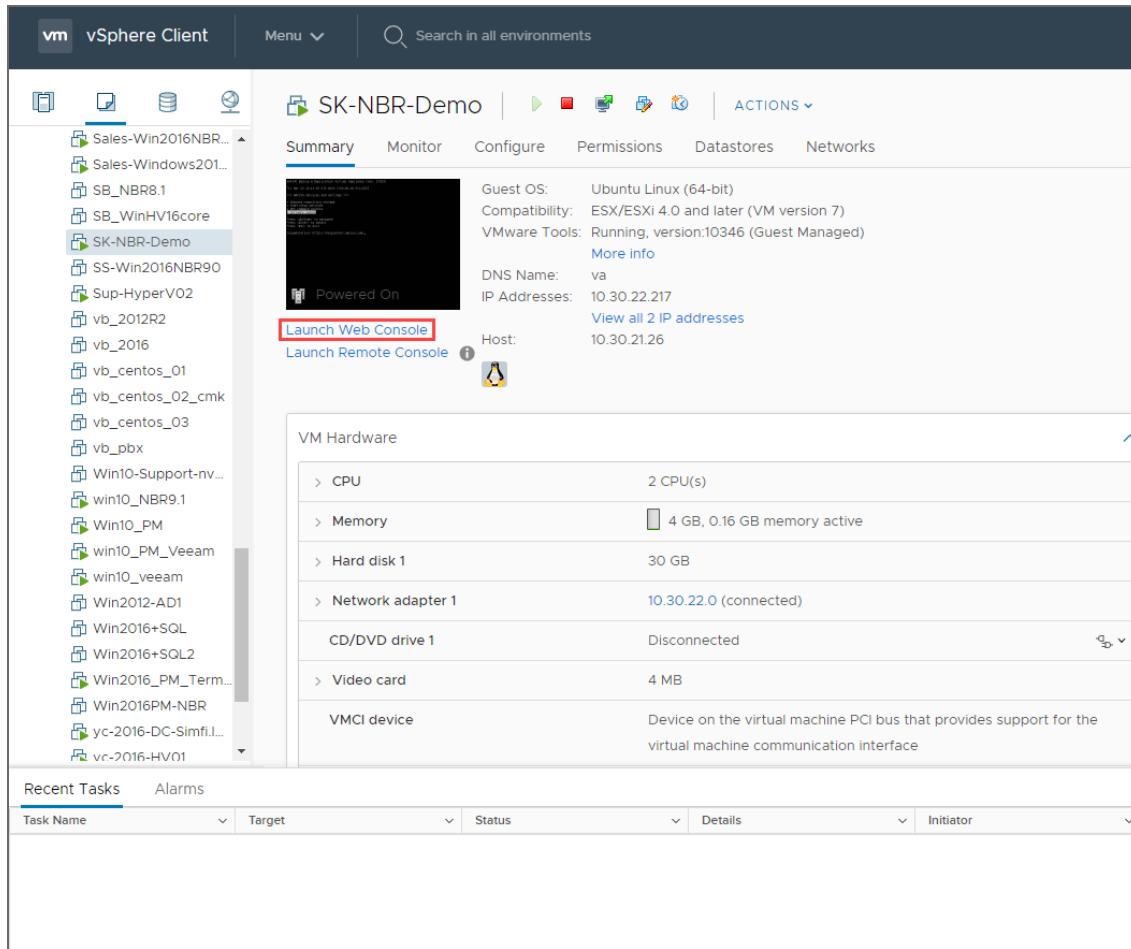 vm vSphere Client Menu Search in all environments
SK-NBR-Demo ACTIONS
Summary Monitor Configure Permissions Datastores Networks
Sales-Win2016NBR...
Sales-Windows201...
SB_NBR8.1
SB_WinHV16core
SK-NBR-Demo
SS-Win2016NBR90
Sup-HyperV02
vb_2012R2
vb_2016
vb_centos_01
vb_centos_02_cmk
vb_centos_03
vb_pbx
Win10-Support-nv...
win10_NBR9.1
Win10_PM
win10_PM_Veeam
win10_veeam
Win2012-AD1
Win2016+SQL
Win2016+SQL2
Win2016_PM_Term...
Win2016PM-NBR
yc-2016-DC-Simfi.l...
yc-2016-HV01
Powered On
Launch Web Console
Launch Remote Console
Guest OS: Ubuntu Linux (64-bit)
Compatibility: ESX/ESXi 4.0 and later (VM version 7)
VMware Tools: Running, version:10346 (Guest Managed)
More info
DNS Name: va
IP Addresses: 10.30.22.217
View all 2 IP addresses
Host: 10.30.21.26
VM Hardware
CPU 2 CPU(s)
Memory 4 GB, 0.16 GB memory active
Hard disk 1 30 GB
Network adapter 1 10.30.22.0 (connected)
CD/DVD drive 1 Disconnected
Video card 4 MB
VMCI device Device on the virtual machine PCI bus that provides support for the
virtual machine communication interface
Recent Tasks Alarms
Task Name Target Status Details Initiator